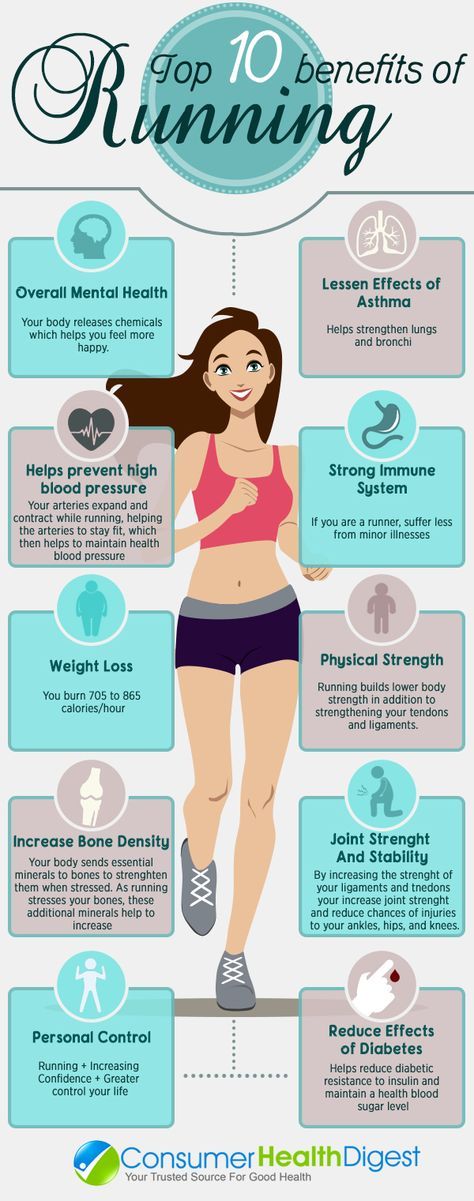 Top 10 benefits of
Running
Overall Mental Health
Your body releases chemicals
which helps you feel more
happy.
Lessen Effects of
Asthma
Helps strengthen lungs
and bronchi
Helps prevent high
blood pressure
Your arteries expand and
contract while running, helping
the arteries to stay fit, which
then helps to maintain health
blood pressure
Strong Immune
System
If you are a runner, suffer less
from minor illnesses
Weight Loss
You burn 705 to 865
calories/hour
Physical Strength
Running builds lower body
strength in addition to
strengthening your tendons
and ligaments.
Increase Bone Density
Your body sends essential
minerals to bones to strenghten
them when stressed. As running
stresses your bones, these
additional minerals help to
increase
Joint Strenght
And Stability
By increasing the strenght of
your ligaments and tnedons
your increase joint strenght
and reduce chances of injuries
to your ankles, hips, and knees.
Personal Control
Running + Increasing
Confidence + Greater
control your life
Reduce Effects
of Diabetes
Helps reduce diabetic
resistance to insulin and
maintain a health blood
sugar level
ConsumerHealthDigest
Your Trusted Source For Good Health